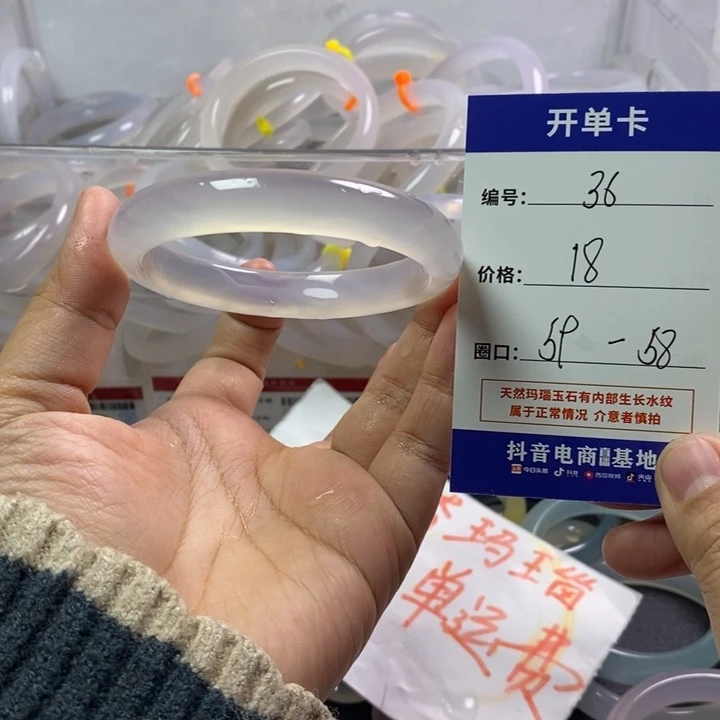 开单卡
编号: 36
价格: 18
圈口: 59 - 58
天然玛瑙玉石有内部生长水纹
属于正常情况 介意者慎拍
抖音电商直播基地
今日头条 抖音 西瓜视频
玛瑙
单运费